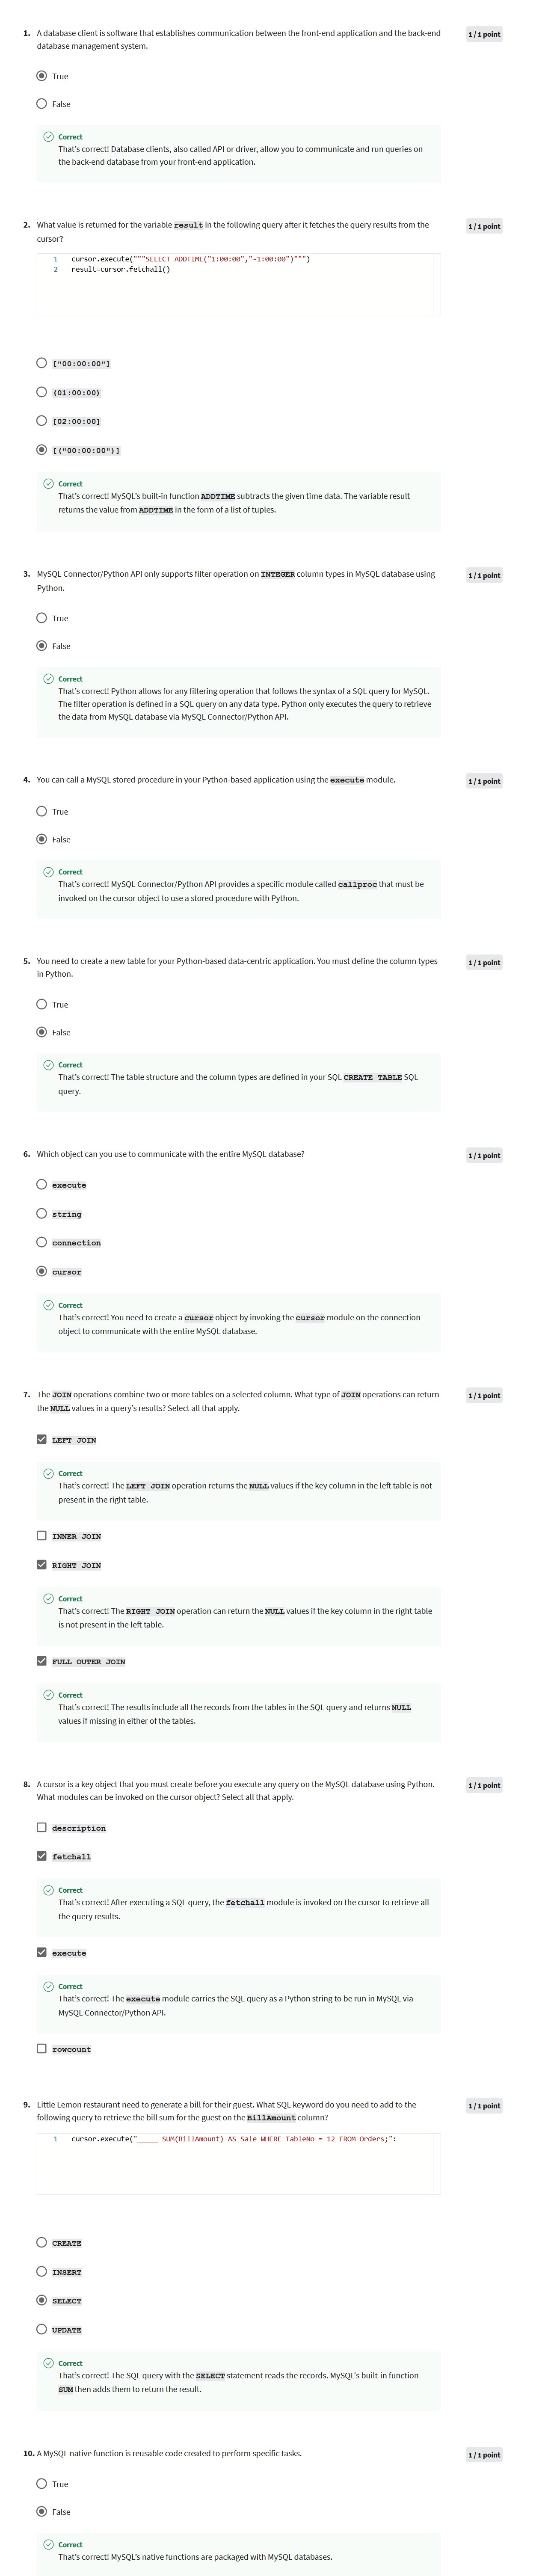 1. A database client is software that establishes communication between the front-end application and the back-end
database management system.
1 / 1 point
True
False
Correct
That's correct! Database clients, also called API or driver, allow you to communicate and run queries on
the back-end database from your front-end application.
2. What value is returned for the variable result in the following query after it fetches the query results from the
cursor?
1 / 1 point
1 cursor.execute("""SELECT ADDTIME("1:00:00","-1:00:00")""")
2 result=cursor.fetchall()
["00:00:00"]
(01:00:00)
[02:00:00]
[("00:00:00")]
Correct
That's correct! MySQL's built-in function ADDTIME subtracts the given time data. The variable result
returns the value from ADDTIME in the form of a list of tuples.
3. MySQL Connector/Python API only supports filter operation on INTEGER column types in MySQL database using
Python.
1 / 1 point
True
False
Correct
That's correct! Python allows for any filtering operation that follows the syntax of a SQL query for MySQL.
The filter operation is defined in a SQL query on any data type. Python only executes the query to retrieve
the data from MySQL database via MySQL Connector/Python API.
4. You can call a MySQL stored procedure in your Python-based application using the execute module.
1 / 1 point
True
False
Correct
That's correct! MySQL Connector/Python API provides a specific module called callproc that must be
invoked on the cursor object to use a stored procedure with Python.
5. You need to create a new table for your Python-based data-centric application. You must define the column types
in Python.
1 / 1 point
True
False
Correct
That's correct! The table structure and the column types are defined in your SQL CREATE TABLE SQL
query.
6. Which object can you use to communicate with the entire MySQL database?
1 / 1 point
execute
string
connection
cursor
Correct
That's correct! You need to create a cursor object by invoking the cursor module on the connection
object to communicate with the entire MySQL database.
7. The JOIN operations combine two or more tables on a selected column. What type of JOIN operations can return
the NULL values in a query's results? Select all that apply.
1 / 1 point
LEFT JOIN
Correct
That's correct! The LEFT JOIN operation returns the NULL values if the key column in the left table is not
present in the right table.
INNER JOIN
RIGHT JOIN
Correct
That's correct! The RIGHT JOIN operation can return the NULL values if the key column in the right table
is not present in the left table.
FULL OUTER JOIN
Correct
That's correct! The results include all the records from the tables in the SQL query and returns NULL
values if missing in either of the tables.
8. A cursor is a key object that you must create before you execute any query on the MySQL database using Python.
What modules can be invoked on the cursor object? Select all that apply.
1 / 1 point
description
fetchall
Correct
That's correct! After executing a SQL query, the fetchall module is invoked on the cursor to retrieve all
the query results.
execute
Correct
That's correct! The execute module carries the SQL query as a Python string to be run in MySQL via
MySQL Connector/Python API.
rowcount
9. Little Lemon restaurant need to generate a bill for their guest. What SQL keyword do you need to add to the
following query to retrieve the bill sum for the guest on the BillAmount column?
1 / 1 point
1 cursor.execute("_____ SUM(BillAmount) AS Sale WHERE TableNo = 12 FROM Orders;":
CREATE
INSERT
SELECT
UPDATE
Correct
That's correct! The SQL query with the SELECT statement reads the records. MySQL's built-in function
SUM then adds them to return the result.
10. A MySQL native function is reusable code created to perform specific tasks.
1 / 1 point
True
False
Correct
That's correct! MySQL's native functions are packaged with MySQL databases.